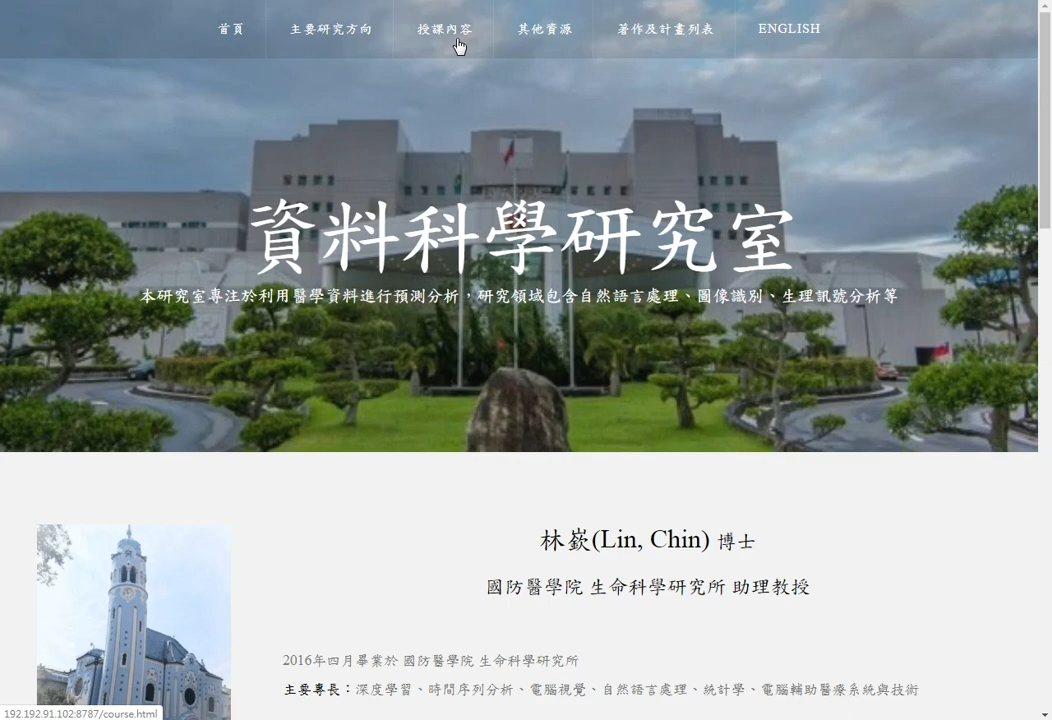 首頁 主要研究方向 授課內容 其他資源 著作及計畫列表 ENGLISH
資料科學研究室
本研究室專注於利用醫學資料進行預測分析，研究領域包含自然語言處理、圖像識別、生理訊號分析等
林嶔(Lin, Chin) 博士
國防醫學院 生命科學研究所 助理教授
2016年四月畢業於 國防醫學院 生命科學研究所
主要專長：深度學習、時間序列分析、電腦視覺、自然語言處理、統計學、電腦輔助醫療系統與技術
192.192.91.102:8787/course.html